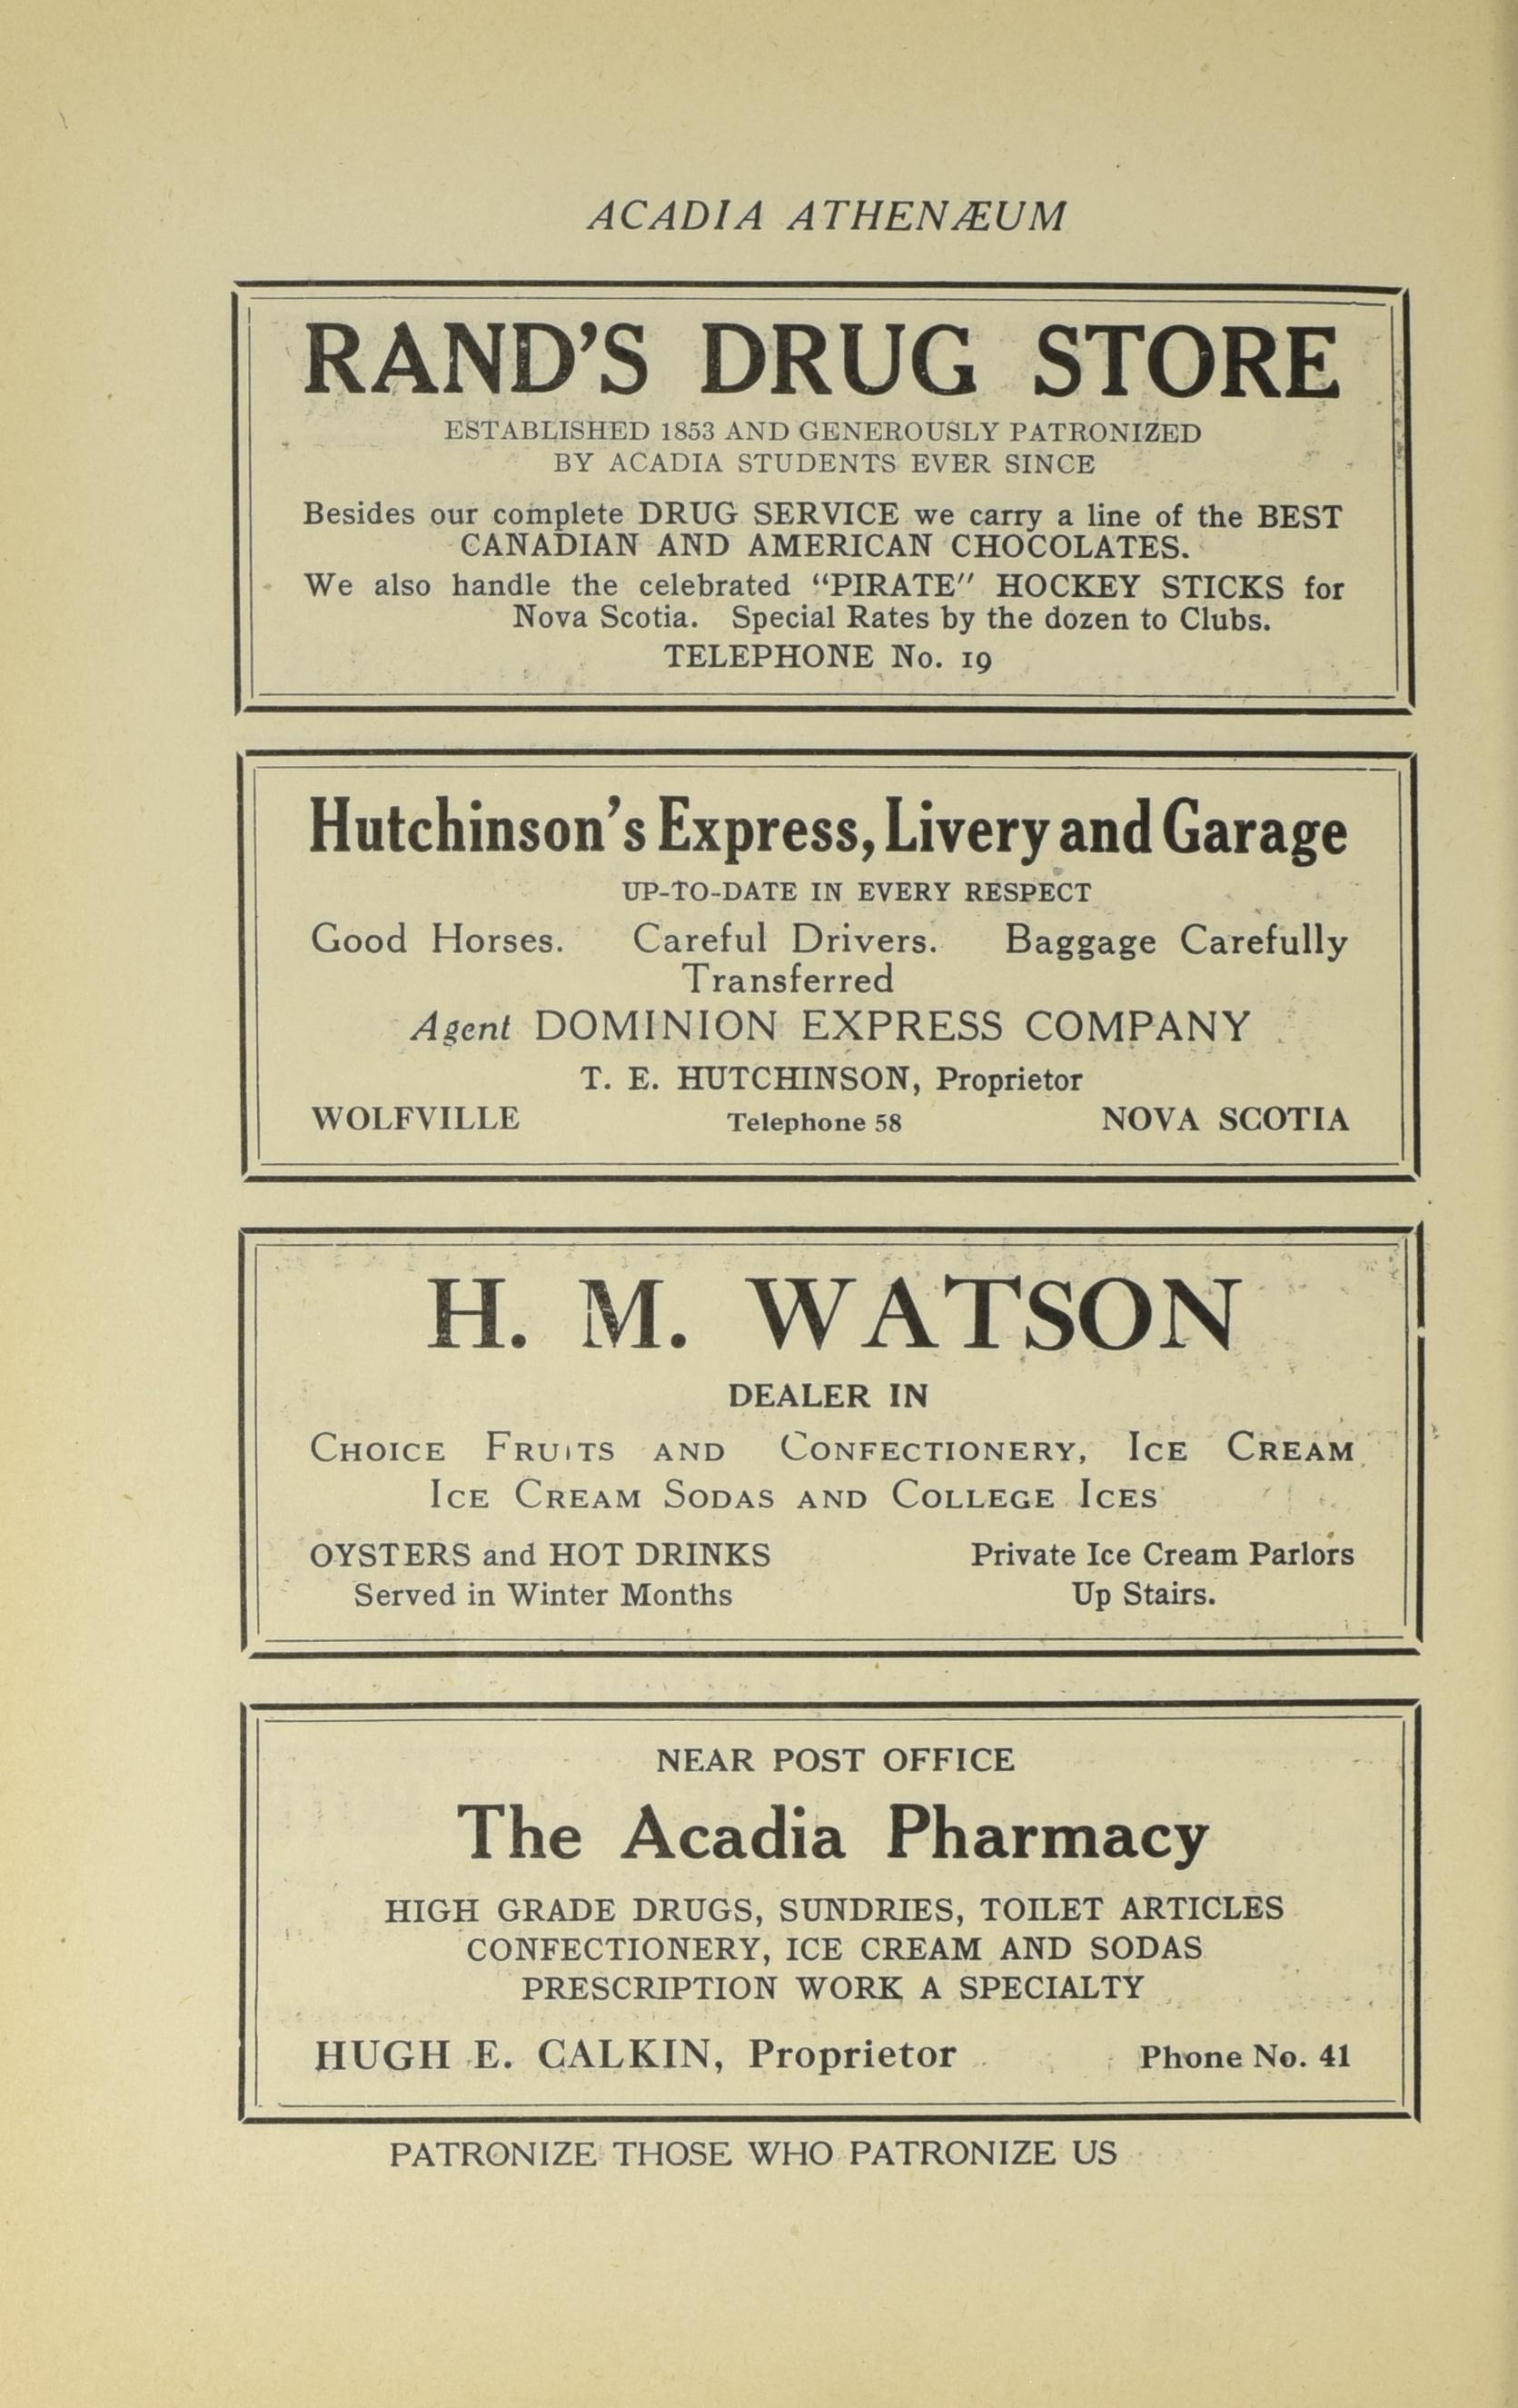 ACADIA ATHENÆUM
RAND'S DRUG STORE
ESTABLISHED 1853 AND GENEROUSLY PATRONIZED
BY ACADIA STUDENTS EVER SINCE
Besides our complete DRUG SERVICE we carry a line of the BEST
CANADIAN AND AMERICAN CHOCOLATES.
We also handle the celebrated "PIRATE" HOCKEY STICKS for
Nova Scotia. Special Rates by the dozen to Clubs.
TELEPHONE No. 19
Hutchinson's Express, Livery and Garage
UP-TO-DATE IN EVERY RESPECT
Good Horses. Careful Drivers. Baggage Carefully
Transferred
Agent DOMINION EXPRESS COMPANY
T. E. HUTCHINSON, Proprietor
WOLFVILLE Telephone 58 NOVA SCOTIA
H. M. WATSON
DEALER IN
CHOICE FRUITS AND CONFECTIONERY, ICE CREAM
ICE CREAM SODAS AND COLLEGE ICES
OYSTERS and HOT DRINKS Private Ice Cream Parlors
Served in Winter Months Up Stairs.
NEAR POST OFFICE
The Acadia Pharmacy
HIGH GRADE DRUGS, SUNDRIES, TOILET ARTICLES
CONFECTIONERY, ICE CREAM AND SODAS
PRESCRIPTION WORK A SPECIALTY
HUGH E. CALKIN, Proprietor Phone No. 41
PATRONIZE THOSE WHO PATRONIZE US